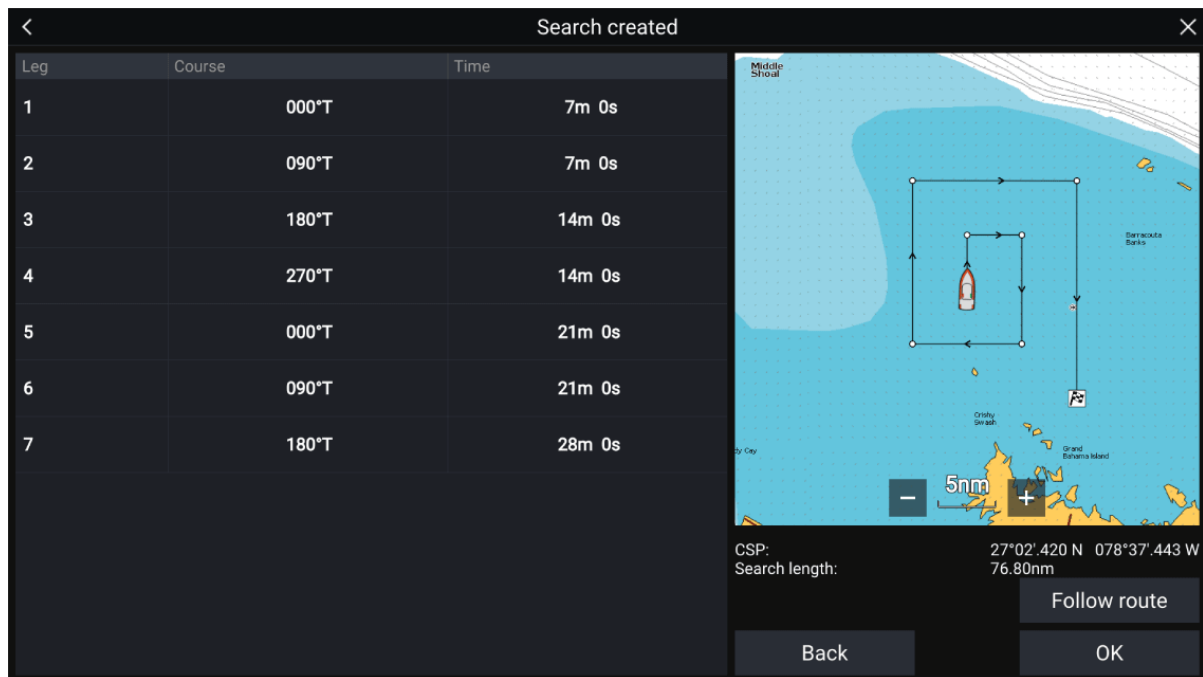 Search created
Leg Course Time
1 000°T 7m 0s
2 090°T 7m 0s
3 180°T 14m 0s
4 270°T 14m 0s
5 000°T 21m 0s
6 090°T 21m 0s
7 180°T 28m 0s
Middle
Shoal
Barracouta
Banks
Crishy
Swash
dy Cay
Grand
Bahama Island
5nm
CSP: 27°02'.420 N 078°37'.443 W
Search length: 76.80nm
Follow route
Back OK